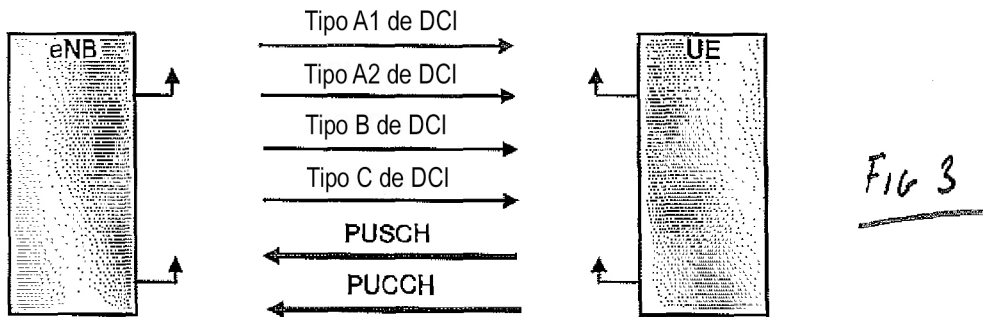 Tipo A1 de DCI
eNB
UE
Tipo A2 de DCI
Tipo B de DCI
Tipo C de DCI
FIG 3
PUSCH
PUCCH